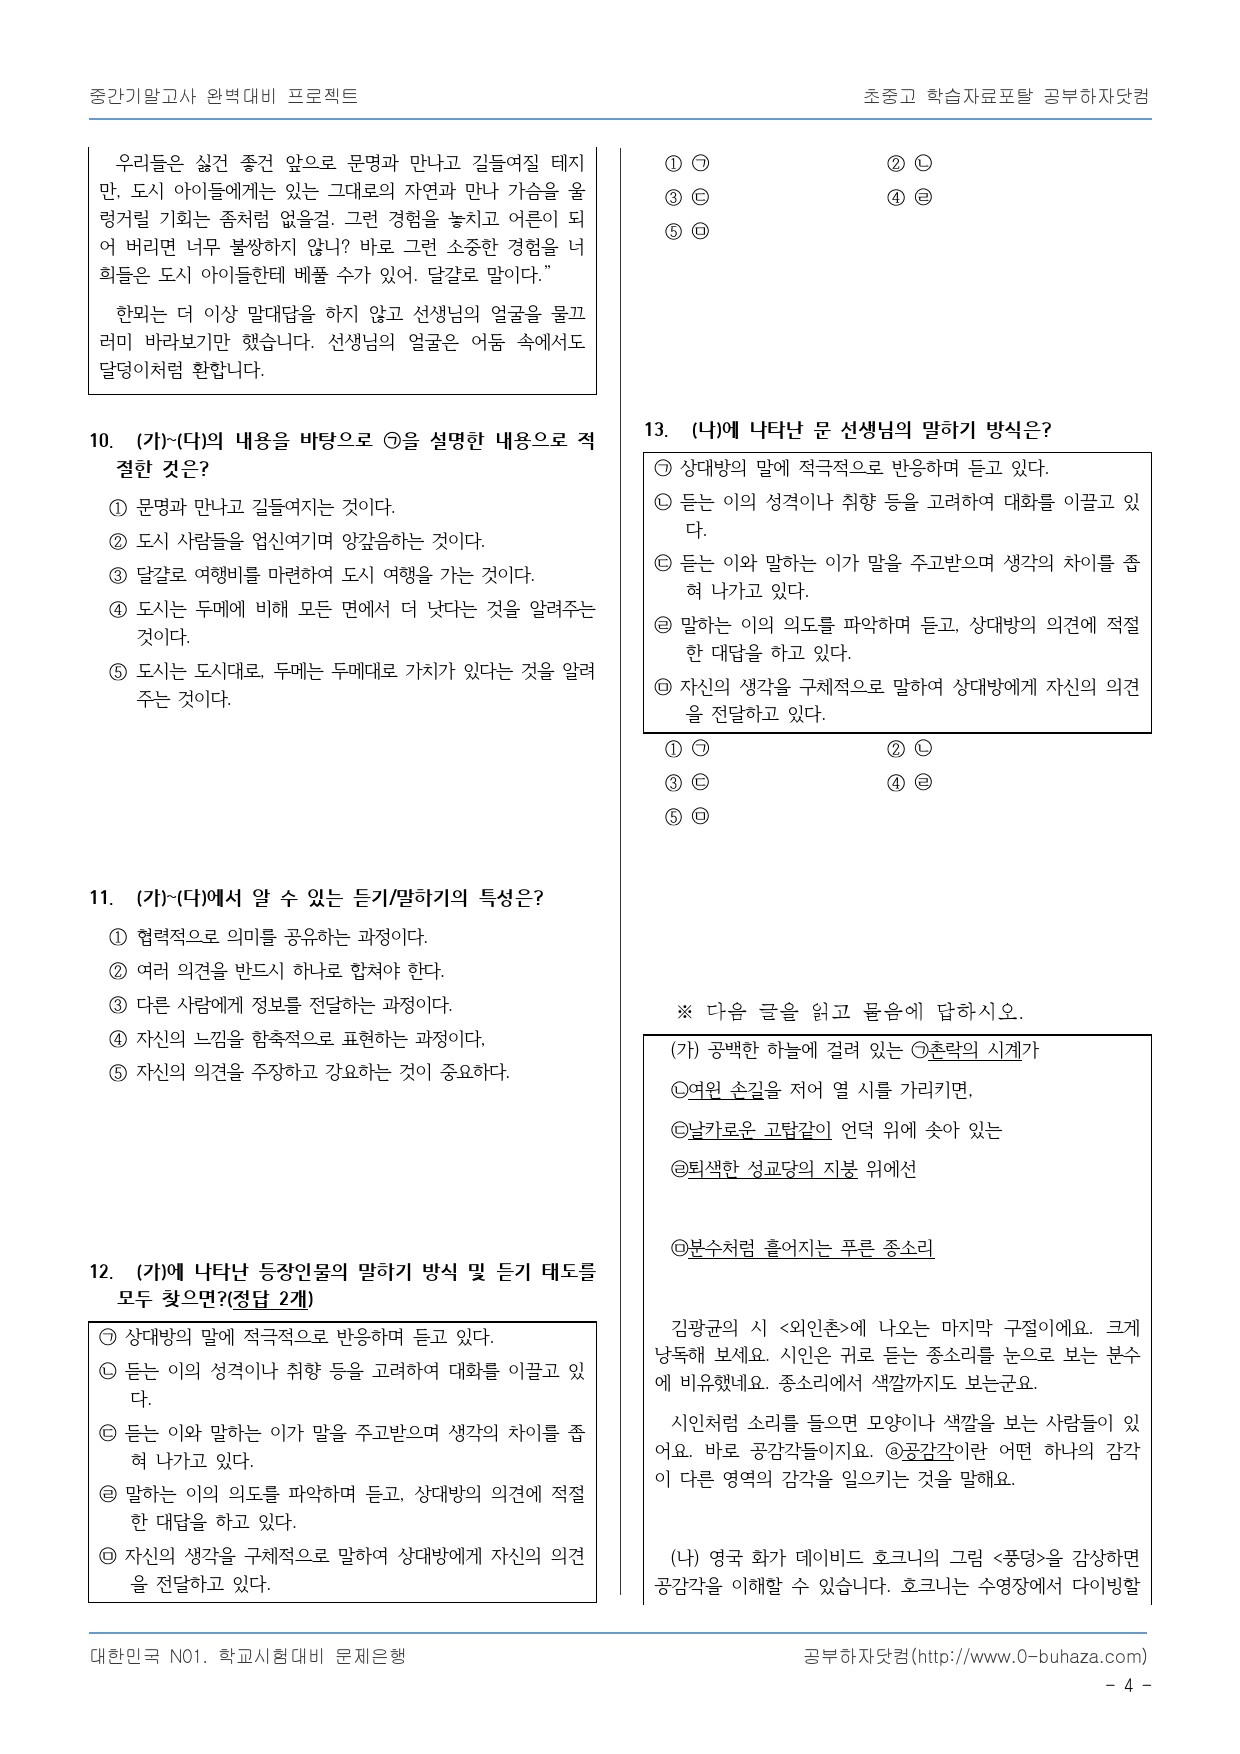 중간기말고사 완벽대비 프로젝트
초중고 학습자료포탈 공부하자닷컴
우리들은 싫건 좋건 앞으로 문명과 만나고 길들여질 테지
만, 도시 아이들에게는 있는 그대로의 자연과 만나 가슴을 울
렁거릴 기회는 좀처럼 없을걸. 그런 경험을 놓치고 어른이 되
어 버리면 너무 불쌍하지 않니? 바로 그런 소중한 경험을 너
희들은 도시 아이들한테 베풀 수가 있어. 달걀로 말이다.”
한뫼는 더 이상 말대답을 하지 않고 선생님의 얼굴을 물끄
러미 바라보기만 했습니다. 선생님의 얼굴은 어둠 속에서도
달덩이처럼 환합니다.
10. (가)~(다)의 내용을 바탕으로 ㉠을 설명한 내용으로 적
절한 것은?
① 문명과 만나고 길들여지는 것이다.
② 도시 사람들을 업신여기며 앙갚음하는 것이다.
③ 달걀로 여행비를 마련하여 도시 여행을 가는 것이다.
④ 도시는 두메에 비해 모든 면에서 더 낫다는 것을 알려주는
것이다.
⑤ 도시는 도시대로, 두메는 두메대로 가치가 있다는 것을 알려
주는 것이다.
11. (가)~(다)에서 알 수 있는 듣기/말하기의 특성은?
① 협력적으로 의미를 공유하는 과정이다.
② 여러 의견을 반드시 하나로 합쳐야 한다.
③ 다른 사람에게 정보를 전달하는 과정이다.
④ 자신의 느낌을 함축적으로 표현하는 과정이다,
⑤ 자신의 의견을 주장하고 강요하는 것이 중요하다.
12. (가)에 나타난 등장인물의 말하기 방식 및 듣기 태도를
모두 찾으면?(정답 2개)
㉠ 상대방의 말에 적극적으로 반응하며 듣고 있다.
㉡ 듣는 이의 성격이나 취향 등을 고려하여 대화를 이끌고 있
다.
㉢ 듣는 이와 말하는 이가 말을 주고받으며 생각의 차이를 좁
혀 나가고 있다.
㉣ 말하는 이의 의도를 파악하며 듣고, 상대방의 의견에 적절
한 대답을 하고 있다.
㉤ 자신의 생각을 구체적으로 말하여 상대방에게 자신의 의견
을 전달하고 있다.
① ㉠ ② ㉡
③ ㉢ ④ ㉣
⑤ ㉤
13. (나)에 나타난 문 선생님의 말하기 방식은?
㉠ 상대방의 말에 적극적으로 반응하며 듣고 있다.
㉡ 듣는 이의 성격이나 취향 등을 고려하여 대화를 이끌고 있
다.
㉢ 듣는 이와 말하는 이가 말을 주고받으며 생각의 차이를 좁
혀 나가고 있다.
㉣ 말하는 이의 의도를 파악하며 듣고, 상대방의 의견에 적절
한 대답을 하고 있다.
㉤ 자신의 생각을 구체적으로 말하여 상대방에게 자신의 의견
을 전달하고 있다.
① ㉠ ② ㉡
③ ㉢ ④ ㉣
⑤ ㉤
※ 다음 글을 읽고 물음에 답하시오.
(가) 공백한 하늘에 걸려 있는 ㉠촌락의 시계가
㉡여윈 손길을 저어 열 시를 가리키면,
㉢날카로운 고탑같이 언덕 위에 솟아 있는
㉣퇴색한 성교당의 지붕 위에선
㉤분수처럼 흩어지는 푸른 종소리
김광균의 시 <외인촌>에 나오는 마지막 구절이에요. 크게
낭독해 보세요. 시인은 귀로 듣는 종소리를 눈으로 보는 분수
에 비유했네요. 종소리에서 색깔까지도 보는군요.
시인처럼 소리를 들으면 모양이나 색깔을 보는 사람들이 있
어요. 바로 공감각들이지요. ⓐ공감각이란 어떤 하나의 감각
이 다른 영역의 감각을 일으키는 것을 말해요.
(나) 영국 화가 데이비드 호크니의 그림 <풍덩>을 감상하면
공감각을 이해할 수 있습니다. 호크니는 수영장에서 다이빙할
대한민국 N01. 학교시험대비 문제은행
공부하자닷컴(http://www.0-buhaza.com)
- 4 -